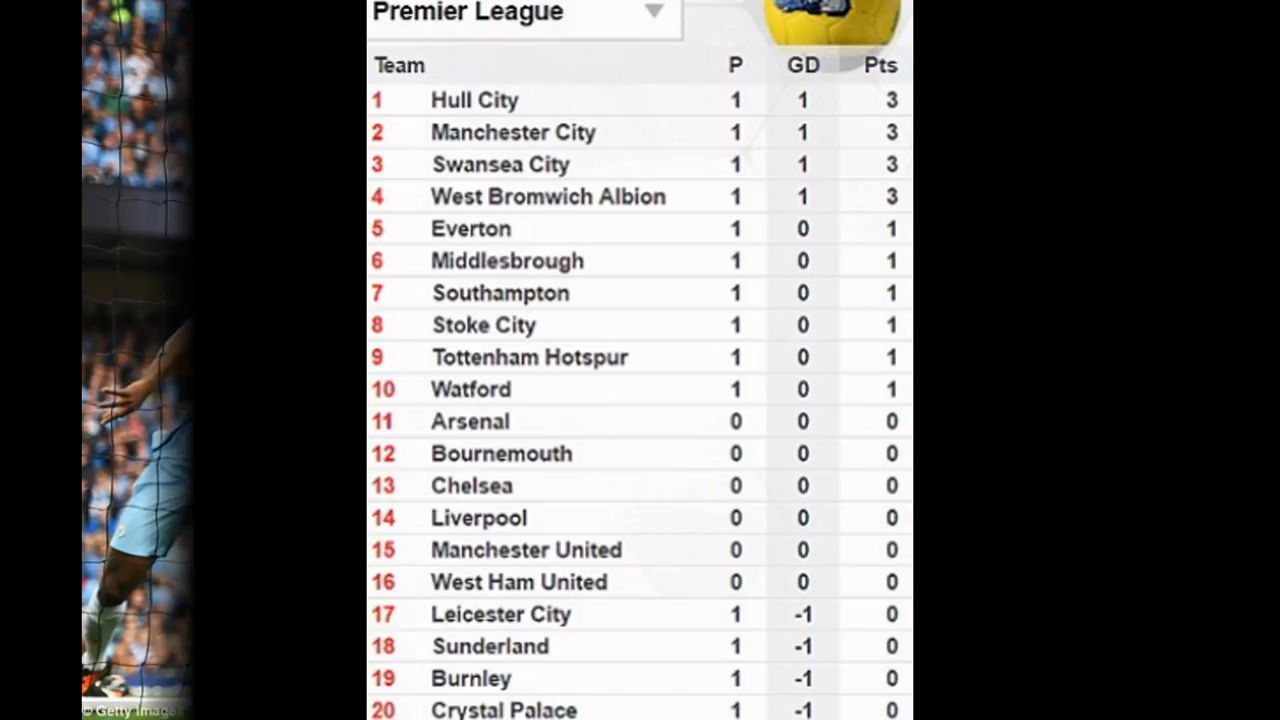 Premier League
Team P GD Pts
1 Hull City 1 1 3
2 Manchester City 1 1 3
3 Swansea City 1 1 3
4 West Bromwich Albion 1 1 3
5 Everton 1 0 1
6 Middlesbrough 1 0 1
7 Southampton 1 0 1
8 Stoke City 1 0 1
9 Tottenham Hotspur 1 0 1
10 Watford 1 0 1
11 Arsenal 0 0 0
12 Bournemouth 0 0 0
13 Chelsea 0 0 0
14 Liverpool 0 0 0
15 Manchester United 0 0 0
16 West Ham United 0 0 0
17 Leicester City 1 -1 0
18 Sunderland 1 -1 0
19 Burnley 1 -1 0
20 Crystal Palace 1 -1 0
© Getty Images